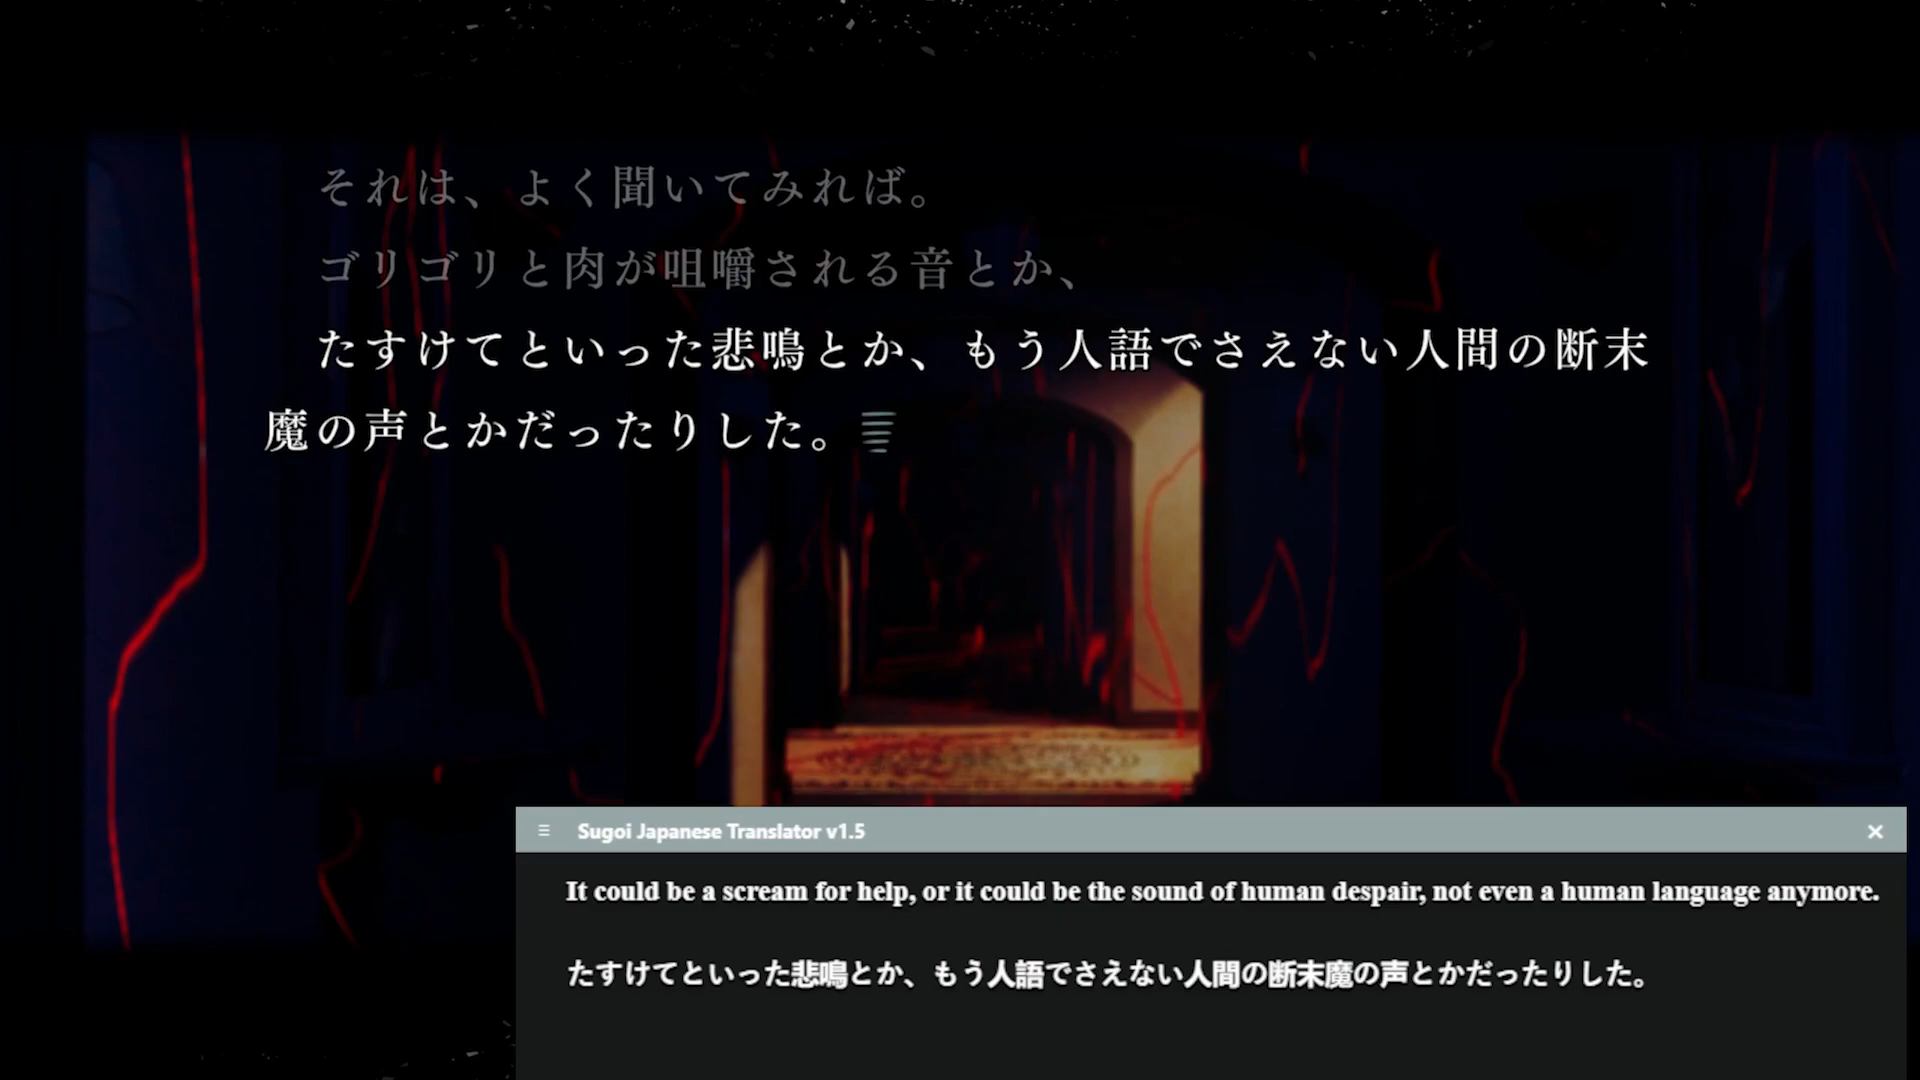 それは、よく聞いてみれば。
ゴリゴリと肉が咀嚼される音とか、
たすけてといった悲鳴とか、もう人語でさえない人間の断末
魔の声とかだったりした。
Sugoi Japanese Translator v1.5
It could be a scream for help, or it could be the sound of human despair, not even a human language anymore.
たすけてといった悲鳴とか、もう人語でさえない人間の断末魔の声とかだったりした。